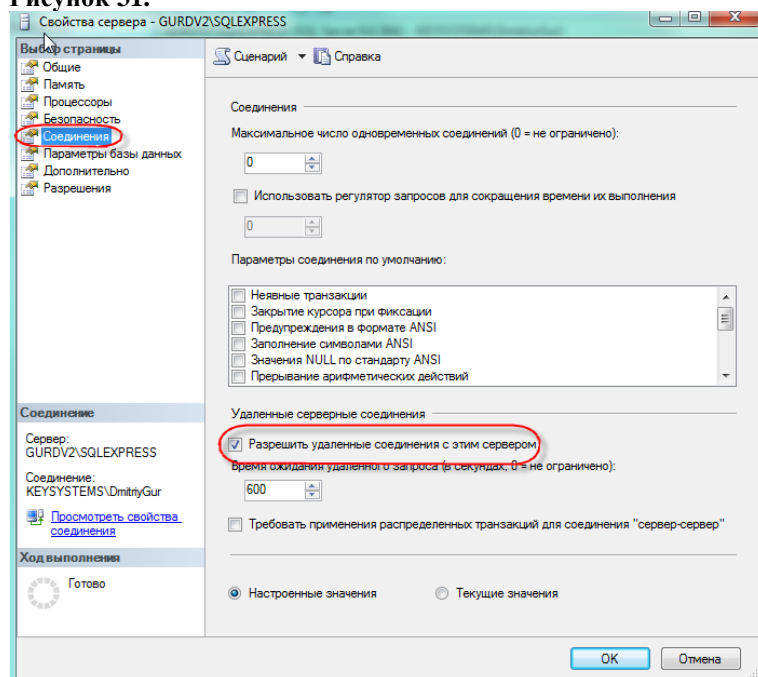 Рисунок 31.
Свойства сервера - GURDV2\SQLEXPRESS
Выбор страницы
Общие
Память
Процессоры
Безопасность
Соединения
Параметры базы данных
Дополнительно
Разрешения
Сценарий
Справка
Соединения
Максимальное число одновременных соединений (0 = не ограничено):
0
Использовать регулятор запросов для сокращения времени их выполнения
0
Параметры соединения по умолчанию:
Неявные транзакции
Закрытие курсора при фиксации
Предупреждения в формате ANSI
Заполнение символами ANSI
Значения NULL по стандарту ANSI
Прерывание арифметических действий
Удаленные серверные соединения
Разрешить удаленные соединения с этим сервером
Время ожидания удаленного запроса (в секундах, 0 = не ограничено):
600
Требовать применения распределенных транзакций для соединения "сервер-сервер"
Настроенные значения
Текущие значения
Соединение
Сервер:
GURDV2\SQLEXPRESS
Соединение:
KEYSYSTEMS\DmitriyGur
Просмотреть свойства
соединения
Ход выполнения
Готово
OK
Отмена